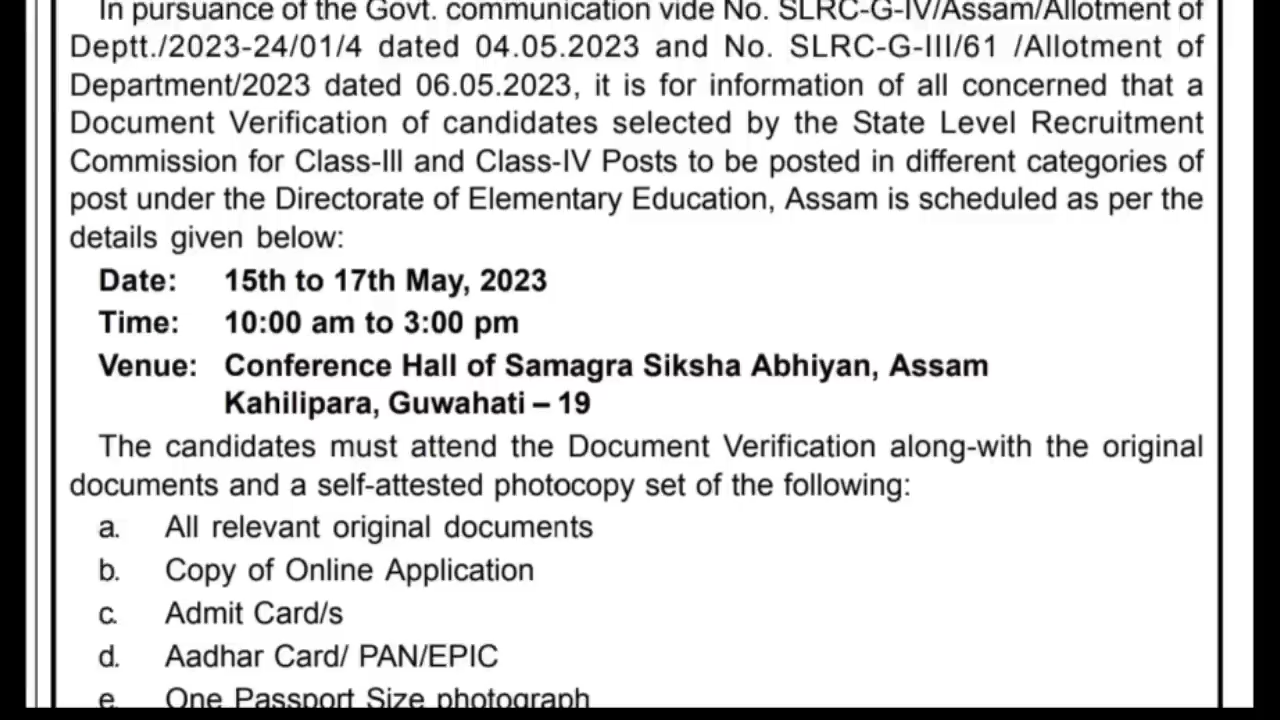 In pursuance of the Govt. communication vide No. SLRC-G-IV/Assam/Allotment of
Deptt./2023-24/01/4 dated 04.05.2023 and No. SLRC-G-III/61 /Allotment of
Department/2023 dated 06.05.2023, it is for information of all concerned that a
Document Verification of candidates selected by the State Level Recruitment
Commission for Class-III and Class-IV Posts to be posted in different categories of
post under the Directorate of Elementary Education, Assam is scheduled as per the
details given below:
Date: 15th to 17th May, 2023
Time: 10:00 am to 3:00 pm
Venue: Conference Hall of Samagra Siksha Abhiyan, Assam
Kahilipara, Guwahati – 19
The candidates must attend the Document Verification along-with the original
documents and a self-attested photocopy set of the following:
a. All relevant original documents
b. Copy of Online Application
c. Admit Card/s
d. Aadhar Card/ PAN/EPIC
e. One Passport Size photograph